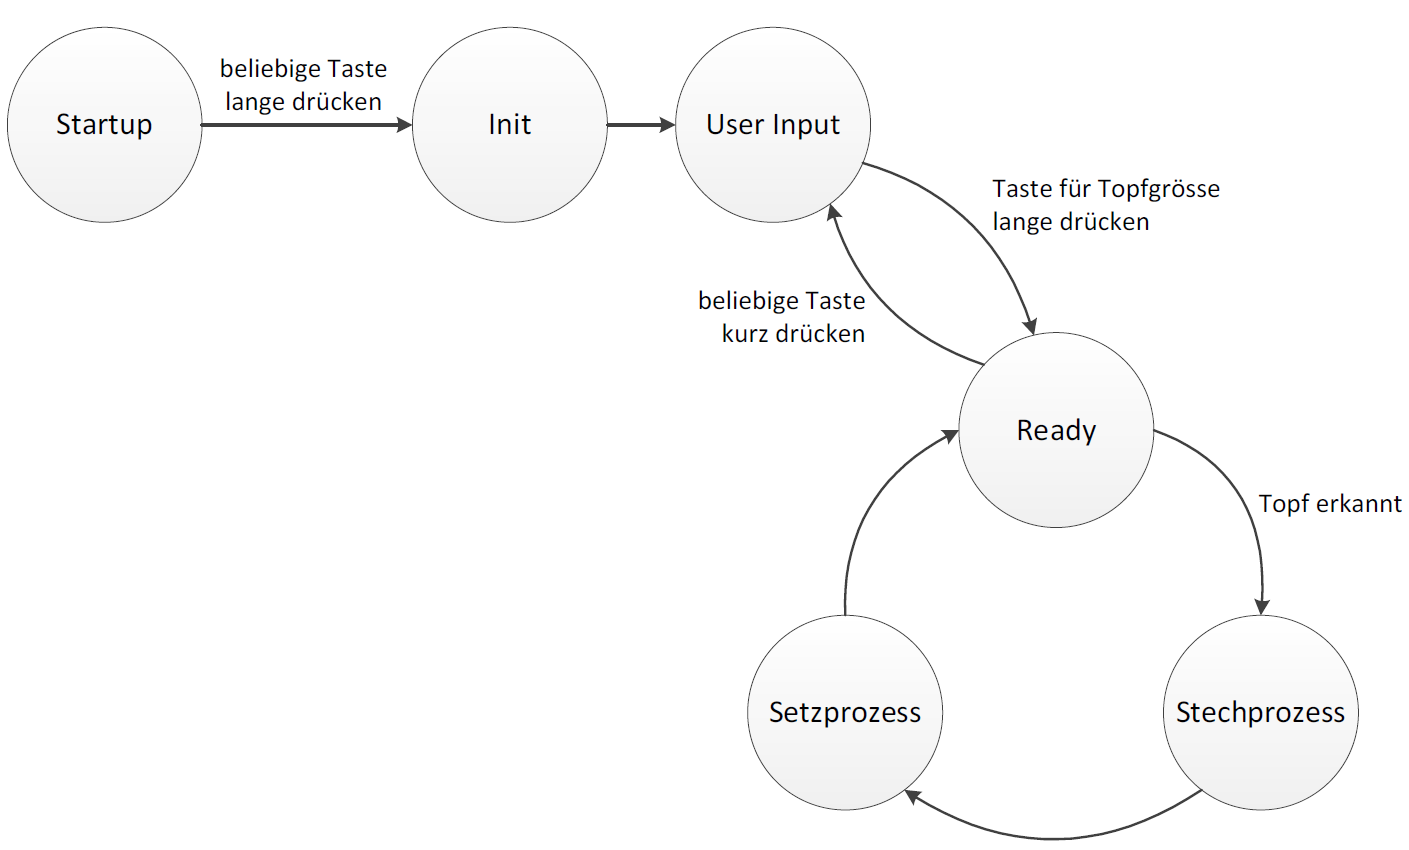 Startup
beliebige Taste
lange drücken
Init
User Input
Taste für Topfgrösse
lange drücken
beliebige Taste
kurz drücken
Ready
Topf erkannt
Setzprozess
Stechprozess